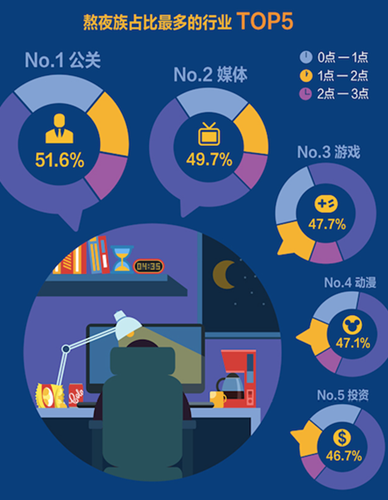 熬夜族占比最多的行业 TOP5
No.1 公关
0点 — 1点
1点 — 2点
2点 — 3点
No.2 媒体
51.6%
49.7%
No.3 游戏
47.7%
04:35
No.4 动漫
47.1%
No.5 投资
46.7%